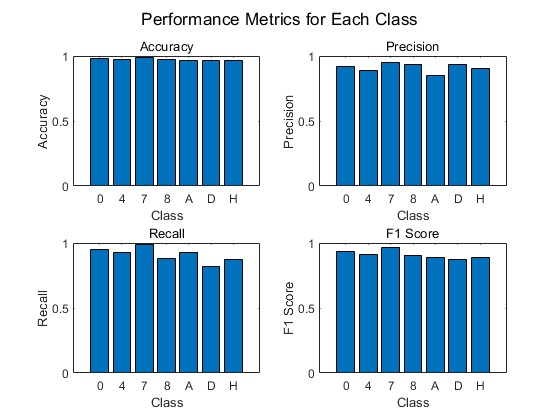 Performance Metrics for Each Class
Accuracy
Accuracy
1
0.5
0
0 4 7 8 A D H
Class
Precision
Precision
1
0.5
0
0 4 7 8 A D H
Class
Recall
Recall
1
0.5
0
0 4 7 8 A D H
Class
F1 Score
F1 Score
1
0.5
0
0 4 7 8 A D H
Class